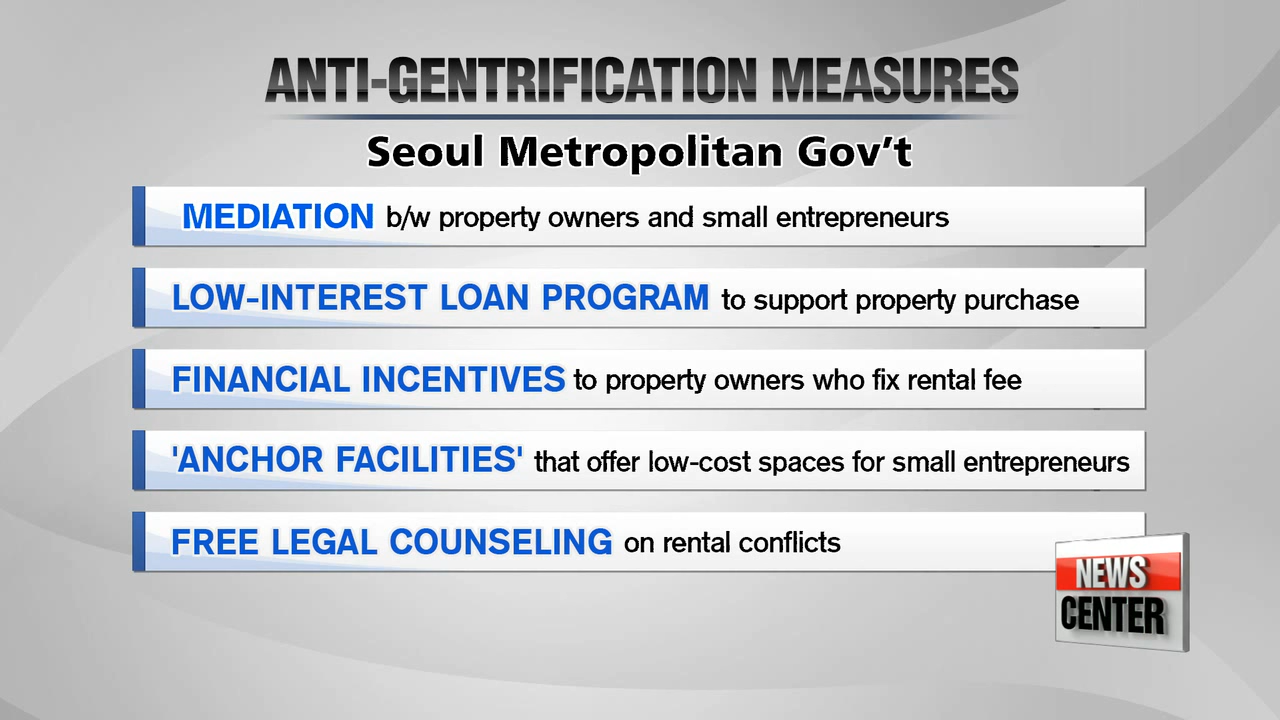 ANTI-GENTRIFICATION MEASURES
Seoul Metropolitan Gov't
MEDIATION b/w property owners and small entrepreneurs
LOW-INTEREST LOAN PROGRAM to support property purchase
FINANCIAL INCENTIVES to property owners who fix rental fee
'ANCHOR FACILITIES' that offer low-cost spaces for small entrepreneurs
FREE LEGAL COUNSELING on rental conflicts
NEWS
CENTER